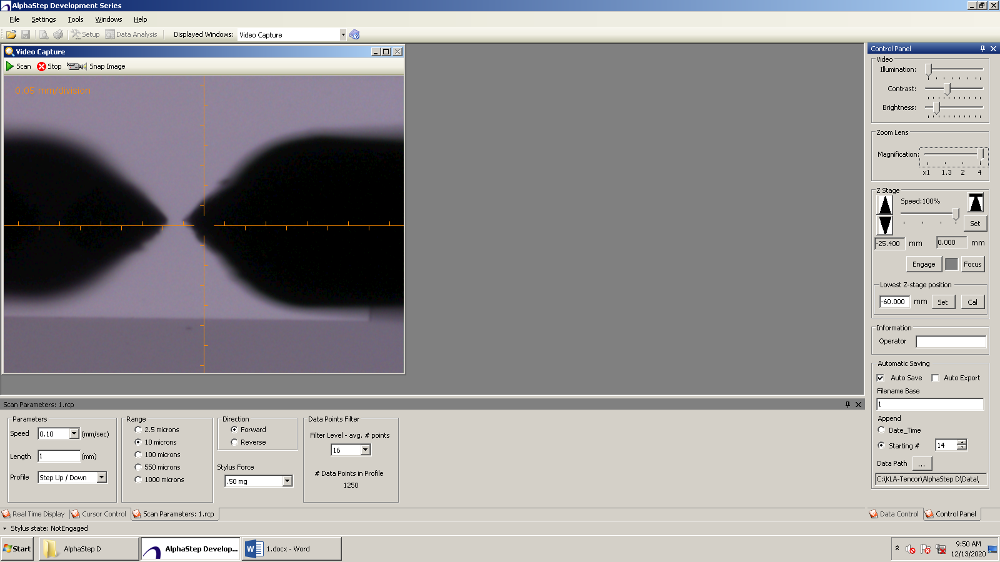 AlphaStep Development Series
File Settings Tools Windows Help
Setup Data Analysis Displayed Windows: Video Capture
Video Capture
Scan Stop Snap Image
0.05 mm/division
Control Panel
Video
Illumination:
Contrast:
Brightness:
Zoom Lens
Magnification:
x1 1.3 2 4
Z Stage
Speed:100%
Set
-25.400 mm 0.000 mm
Engage Focus
Lowest Z-stage position
-60.000 mm Set Cal
Information
Operator
Automatic Saving
Auto Save Auto Export
Filename Base
1
Append
Date_Time
Starting # 14
Data Path ...
C:\KLA-Tencor\AlphaStep D\Data\
Data Control Control Panel
Scan Parameters: 1.rcp
Parameters
Speed 0.10 (mm/sec)
Length 1 (mm)
Profile Step Up / Down
Range
2.5 microns
10 microns
100 microns
550 microns
1000 microns
Direction
Forward
Reverse
Stylus Force
.50 mg
Data Points Filter
Filter Level - avg. # points
16
# Data Points in Profile
1250
Real Time Display Cursor Control Scan Parameters: 1.rcp
Stylus state: NotEngaged
Start AlphaStep D AlphaStep Develop... 1.docx - Word
9:50 AM
12/13/2020